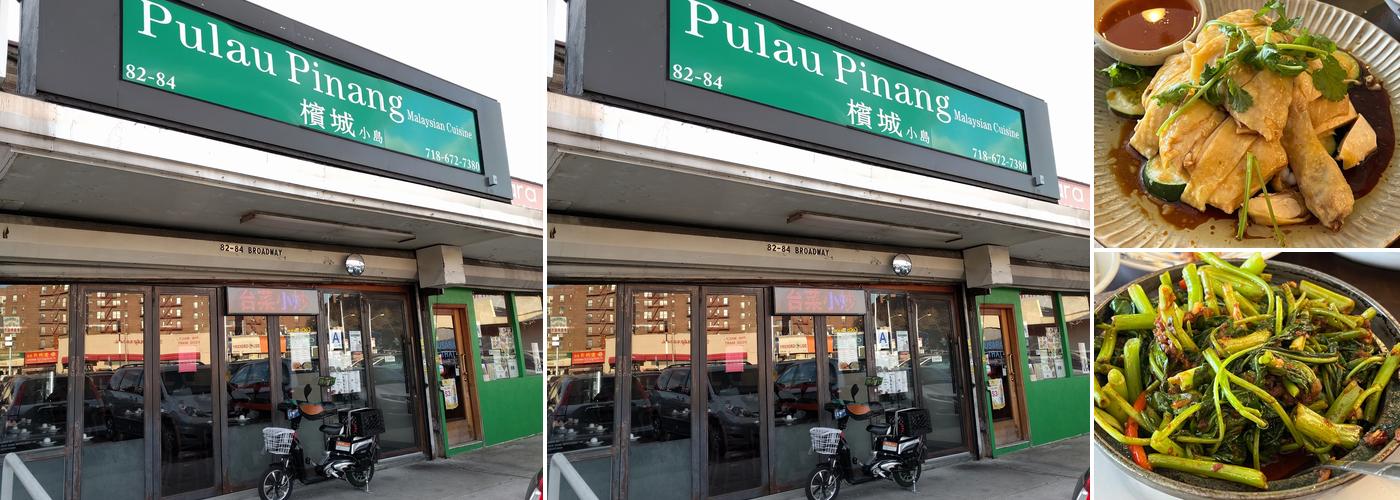 Pulau Pinang
82-84
檳城 小島
Malaysian Cuisine
718-672-7380
82-84 BROADWAY
A
Pulau Pinang
82-84
檳城 小島
Malaysian Cuisine
718-672-7380
82-84 BROADWAY
A